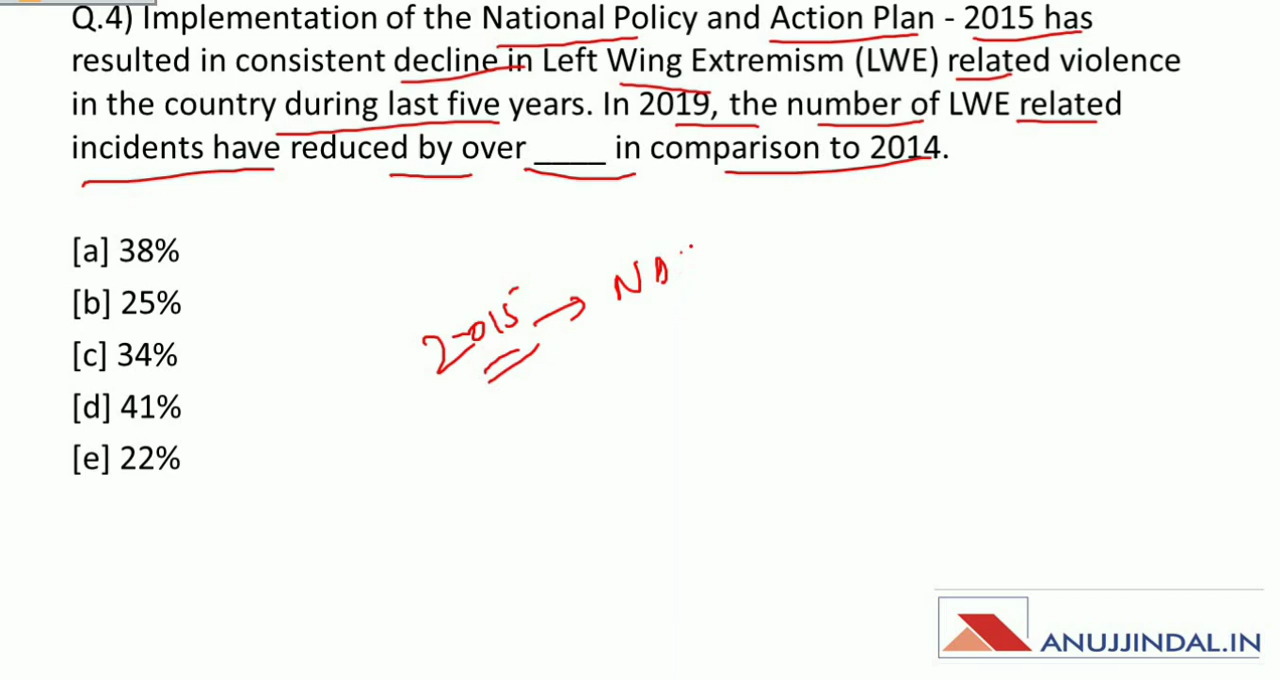 Q.4) Implementation of the National Policy and Action Plan - 2015 has
resulted in consistent decline in Left Wing Extremism (LWE) related violence
in the country during last five years. In 2019, the number of LWE related
incidents have reduced by over ____ in comparison to 2014.
[a] 38%
[b] 25%
[c] 34%
[d] 41%
[e] 22%
2015 →
ANUJJINDAL.IN